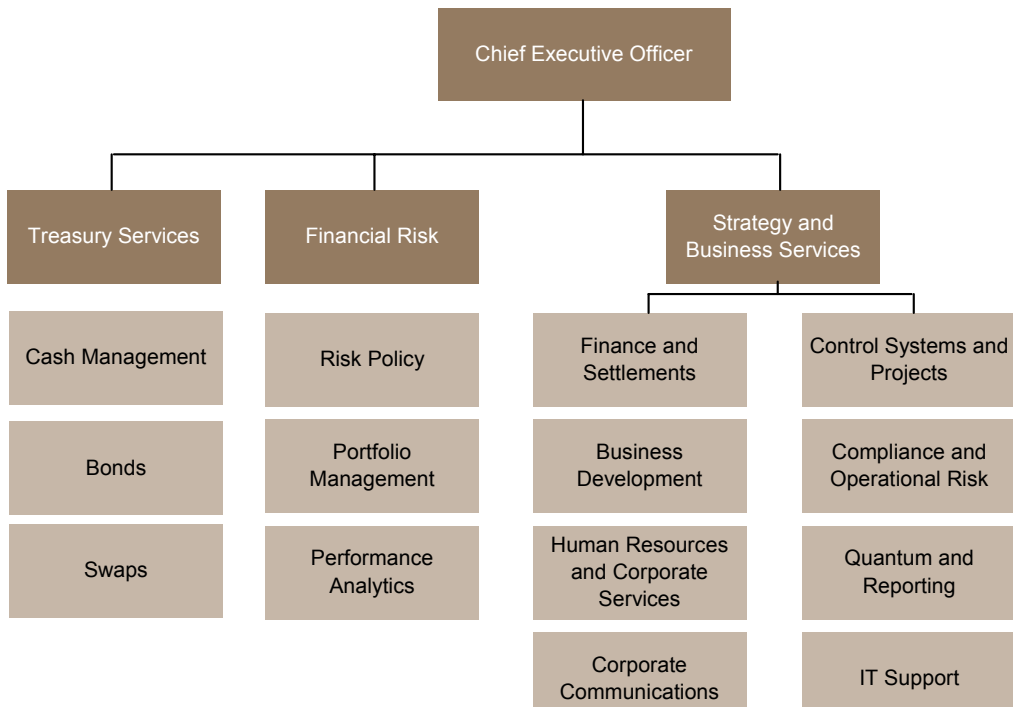 Chief Executive Officer
Treasury Services
Financial Risk
Strategy and
Business Services
Cash Management
Risk Policy
Finance and
Settlements
Control Systems and
Projects
Bonds
Portfolio
Management
Business
Development
Compliance and
Operational Risk
Swaps
Performance
Analytics
Human Resources
and Corporate
Services
Quantum and
Reporting
Corporate
Communications
IT Support